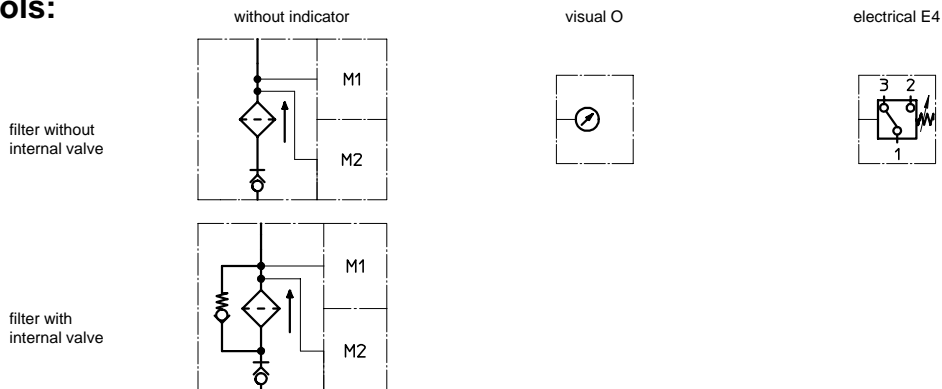 ols:
without indicator
visual O
electrical E4
filter without
internal valve
M1
M2
3 2
1
filter with
internal valve
M1
M2